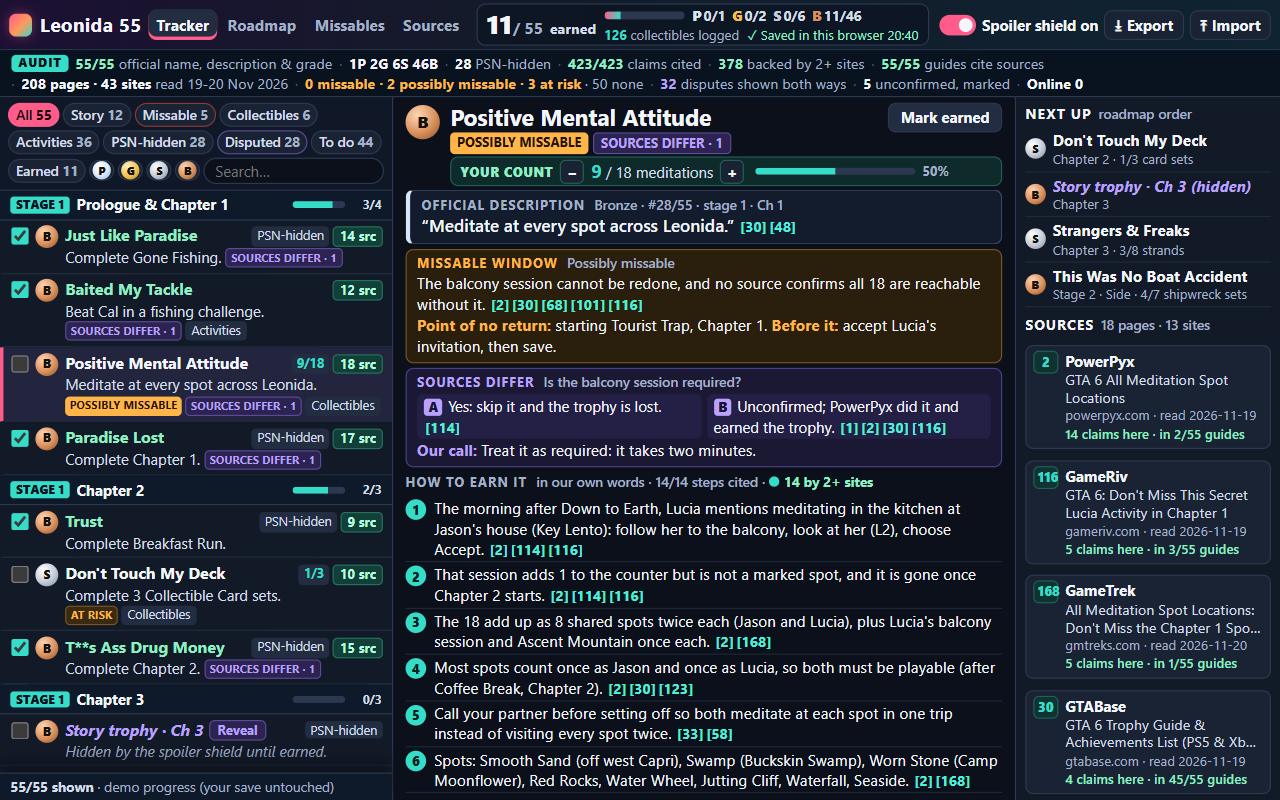 Leonida 55 Tracker Roadmap Missables Sources
11 / 55 earned P0/1 G0/2 S0/6 B11/46
126 collectibles logged ✓ Saved in this browser 20:40
Spoiler shield on Export Import
AUDIT 55/55 official name, description & grade · 1P 2G 6S 46B · 28 PSN-hidden · 423/423 claims cited · 378 backed by 2+ sites · 55/55 guides cite sources
· 208 pages · 43 sites read 19-20 Nov 2026 · 0 missable · 2 possibly missable · 3 at risk · 50 none · 32 disputes shown both ways · 5 unconfirmed, marked · Online 0
All 55 Story 12 Missable 5 Collectibles 6
Activities 36 PSN-hidden 28 Disputed 28 To do 44
Earned 11 P G S B Search...
STAGE 1 Prologue & Chapter 1 3/4
B Just Like Paradise PSN-hidden 14 src
Complete Gone Fishing. SOURCES DIFFER · 1
B Baited My Tackle 12 src
Beat Cal in a fishing challenge.
SOURCES DIFFER · 1 Activities
B Positive Mental Attitude 9/18 18 src
Meditate at every spot across Leonida.
POSSIBLY MISSABLE SOURCES DIFFER · 1 Collectibles
B Paradise Lost PSN-hidden 17 src
Complete Chapter 1. SOURCES DIFFER · 1
STAGE 1 Chapter 2 2/3
B Trust PSN-hidden 9 src
Complete Breakfast Run.
S Don't Touch My Deck 1/3 10 src
Complete 3 Collectible Card sets.
AT RISK Collectibles
B T**s Ass Drug Money PSN-hidden 15 src
Complete Chapter 2. SOURCES DIFFER · 1
STAGE 1 Chapter 3 0/3
B Story trophy · Ch 3 Reveal PSN-hidden
Hidden by the spoiler shield until earned.
55/55 shown · demo progress (your save untouched)
B Positive Mental Attitude Mark earned
POSSIBLY MISSABLE SOURCES DIFFER · 1
YOUR COUNT − 9 / 18 meditations + 50%
OFFICIAL DESCRIPTION Bronze · #28/55 · stage 1 · Ch 1
“Meditate at every spot across Leonida.” [30] [48]
MISSABLE WINDOW Possibly missable
The balcony session cannot be redone, and no source confirms all 18 are reachable
without it. [2] [30] [68] [101] [116]
Point of no return: starting Tourist Trap, Chapter 1. Before it: accept Lucia's
invitation, then save.
SOURCES DIFFER Is the balcony session required?
A Yes: skip it and the trophy is lost.
[114]
B Unconfirmed; PowerPyx did it and
earned the trophy. [1] [2] [30] [116]
Our call: Treat it as required: it takes two minutes.
HOW TO EARN IT in our own words · 14/14 steps cited · 14 by 2+ sites
1 The morning after Down to Earth, Lucia mentions meditating in the kitchen at
Jason's house (Key Lento): follow her to the balcony, look at her (L2), choose
Accept. [2] [114] [116]
2 That session adds 1 to the counter but is not a marked spot, and it is gone once
Chapter 2 starts. [2] [114] [116]
3 The 18 add up as 8 shared spots twice each (Jason and Lucia), plus Lucia's balcony
session and Ascent Mountain once each. [2] [168]
4 Most spots count once as Jason and once as Lucia, so both must be playable (after
Coffee Break, Chapter 2). [2] [30] [123]
5 Call your partner before setting off so both meditate at each spot in one trip
instead of visiting every spot twice. [33] [58]
6 Spots: Smooth Sand (off west Capri), Swamp (Buckskin Swamp), Worn Stone (Camp
Moonflower), Red Rocks, Water Wheel, Jutting Cliff, Waterfall, Seaside. [2] [168]
NEXT UP roadmap order
S Don't Touch My Deck
Chapter 2 · 1/3 card sets
B Story trophy · Ch 3 (hidden)
Chapter 3
S Strangers & Freaks
Chapter 3 · 3/8 strands
B This Was No Boat Accident
Stage 2 · Side · 4/7 shipwreck sets
SOURCES 18 pages · 13 sites
2 PowerPyx
GTA 6 All Meditation Spot
Locations
powerpyx.com · read 2026-11-19
14 claims here · in 2/55 guides
116 GameRiv
GTA 6: Don't Miss This Secret
Lucia Activity in Chapter 1
gameriv.com · read 2026-11-19
5 claims here · in 3/55 guides
168 GameTrek
All Meditation Spot Locations:
Don't Miss the Chapter 1 Spo...
gmtreks.com · read 2026-11-20
5 claims here · in 1/55 guides
30 GTABase
GTA 6 Trophy Guide &
Achievements List (PS5 & Xb...
gtabase.com · read 2026-11-19
4 claims here · in 45/55 guides